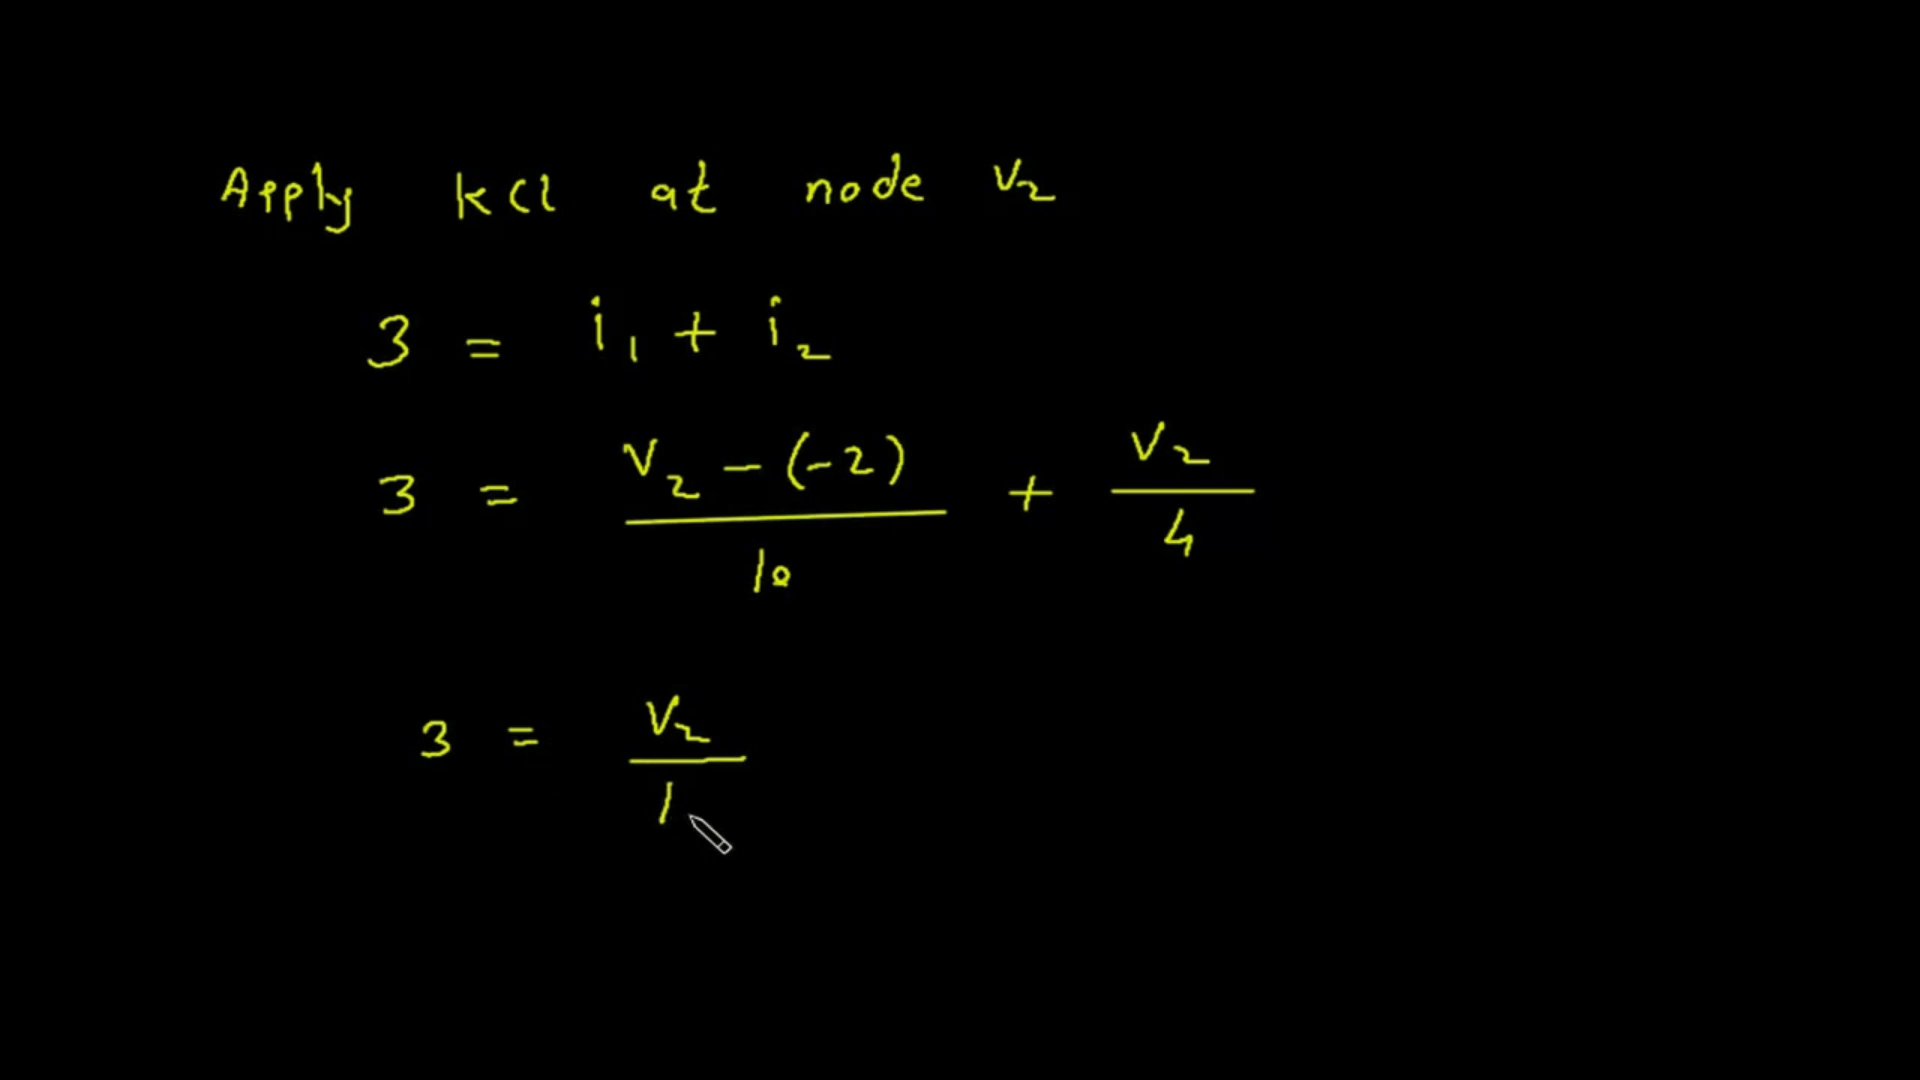 Apply kCl at node V₂
3 = i₁ + i₂
3 = V₂ - (-2) / 10 + V₂ / 4
3 = V₂ / 1